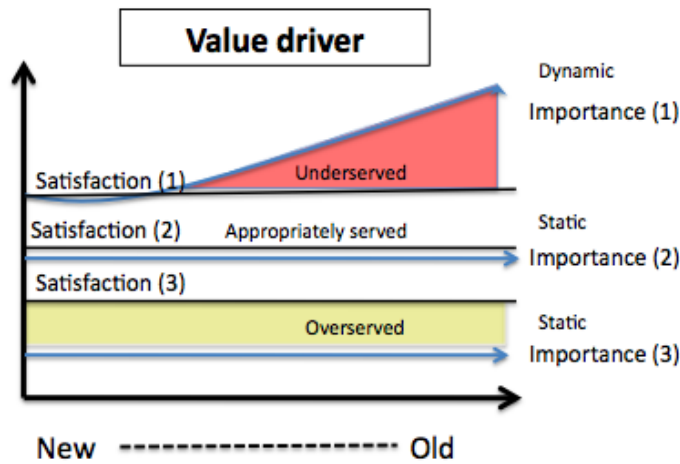 Value driver
Dynamic
Importance (1)
Underserved
Satisfaction (1)
Satisfaction (2)
Appropriately served
Static
Importance (2)
Satisfaction (3)
Overserved
Static
Importance (3)
New
Old